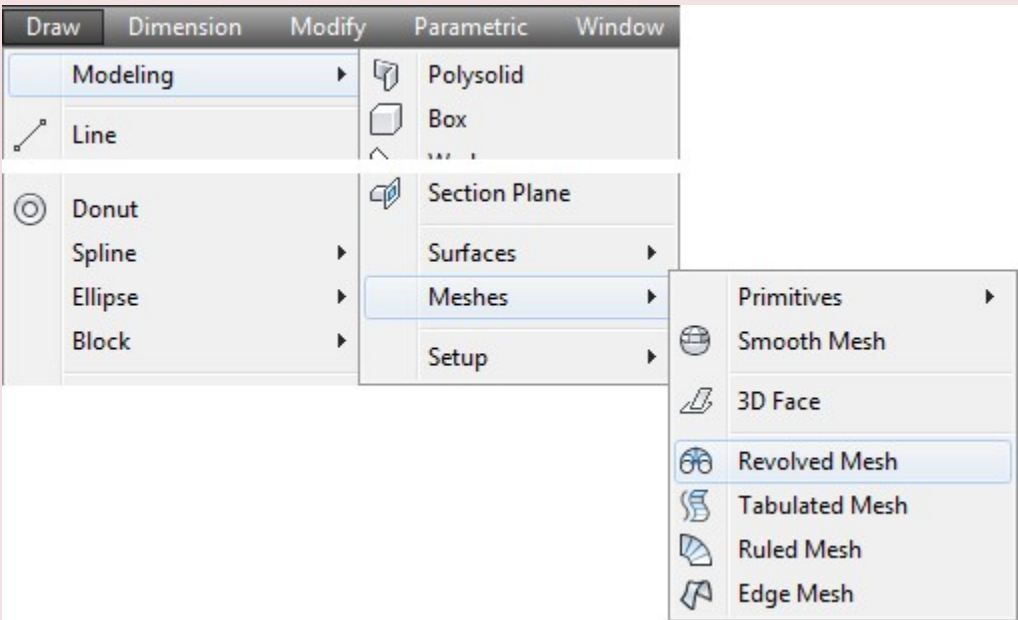 Draw Dimension Modify Parametric Window
Modeling
Line
Donut
Spline
Ellipse
Block
Polysolid
Box
Section Plane
Surfaces
Meshes
Setup
Primitives
Smooth Mesh
3D Face
Revolved Mesh
Tabulated Mesh
Ruled Mesh
Edge Mesh